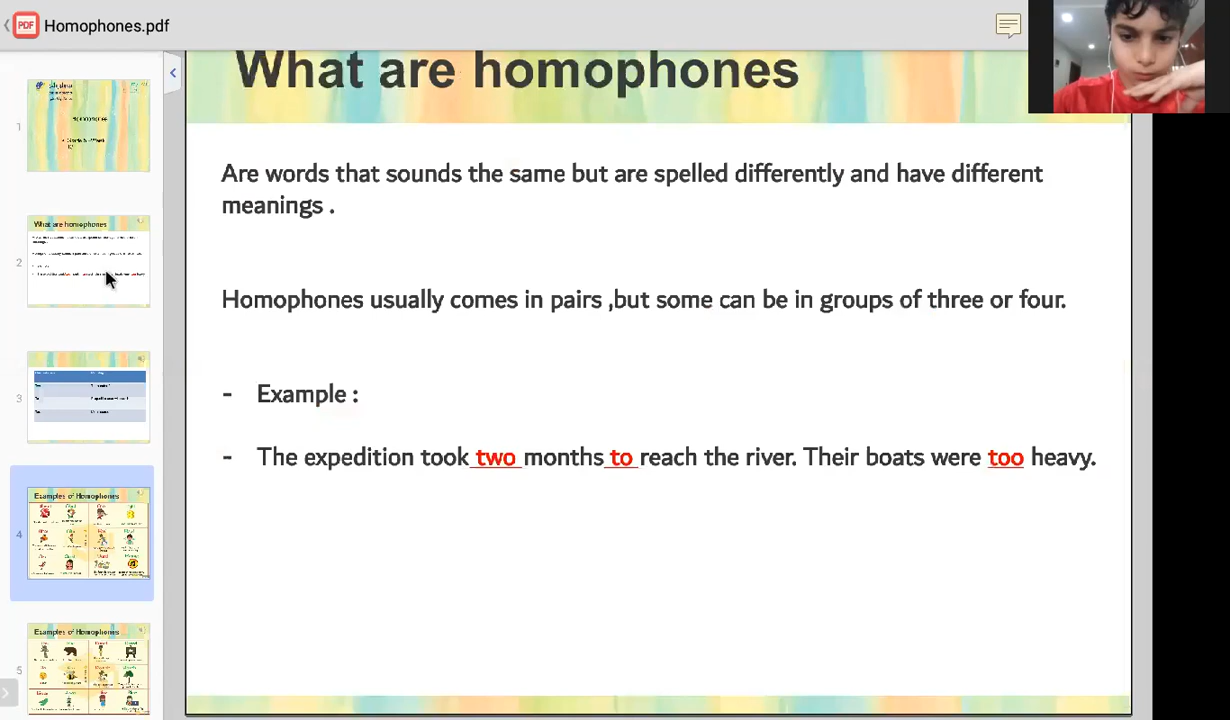 Homophones.pdf
What are homophones
Are words that sounds the same but are spelled differently and have different
meanings .
Homophones usually comes in pairs ,but some can be in groups of three or four.
- Example :
- The expedition took two months to reach the river. Their boats were too heavy.
PDF
1
2
What are homophones
3
4
Examples of Homophones
5
Examples of Homophones